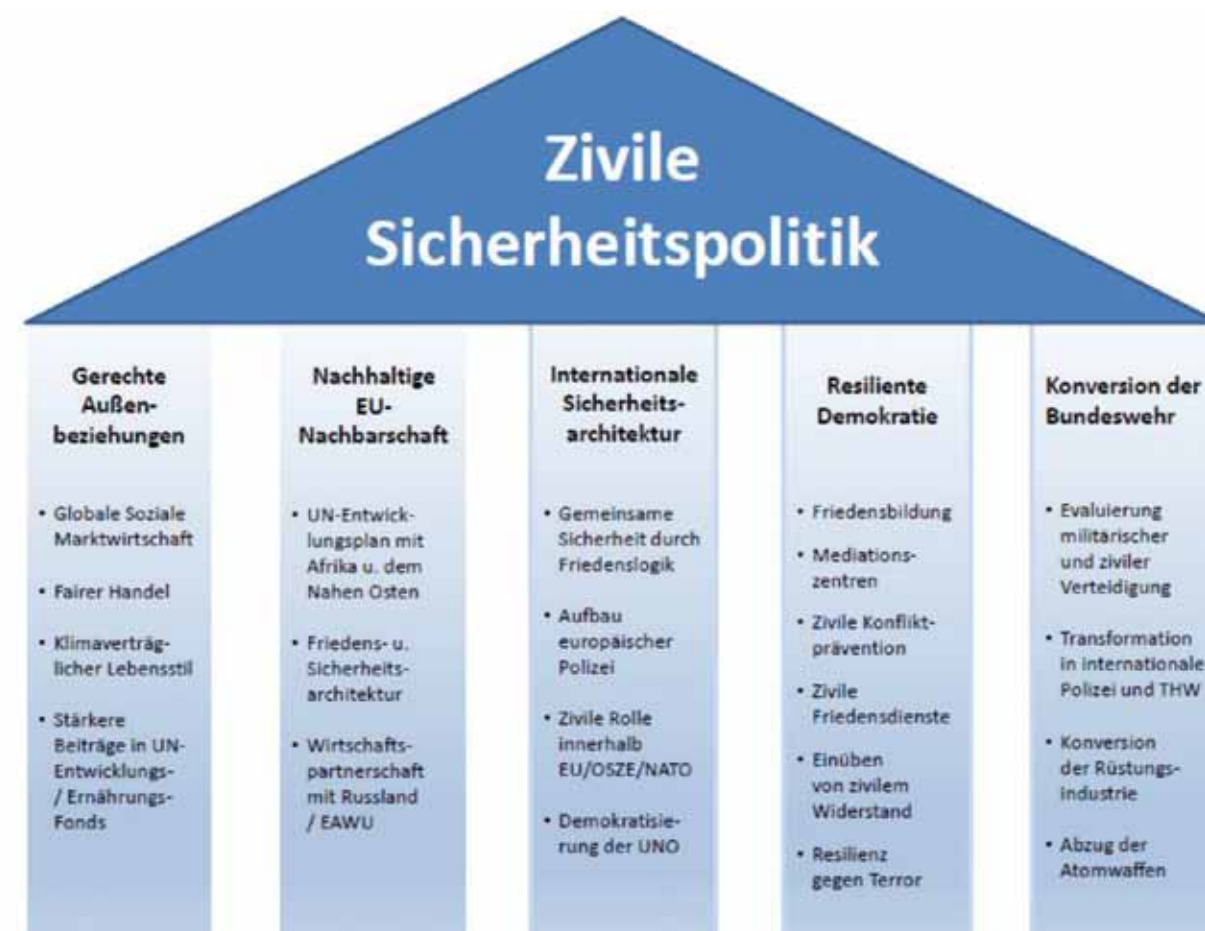 Zivile
Sicherheitspolitik
Gerechte
Außen-
beziehungen
• Globale Soziale
Marktwirtschaft
• Fairer Handel
• Klimaverträg-
licher Lebensstil
• Stärkere
Beiträge in UN-
Entwicklungs-
/ Ernährungs-
Fonds
Nachhaltige
EU-
Nachbarschaft
• UN-Entwick-
lungsplan mit
Afrika u. dem
Nahen Osten
• Friedens- u.
Sicherheits-
architektur
• Wirtschafts-
partnerschaft
mit Russland
/ EAWU
Internationale
Sicherheits-
architektur
• Gemeinsame
Sicherheit durch
Friedenslogik
• Aufbau
europäischer
Polizei
• Zivile Rolle
innerhalb
EU/OSZE/NATO
• Demokratisie-
rung der UNO
Resiliente
Demokratie
• Friedensbildung
• Mediations-
zentren
• Zivile Konflikt-
prävention
• Zivile
Friedensdienste
• Einüben
von zivilem
Widerstand
• Resilienz
gegen Terror
Konversion der
Bundeswehr
• Evaluierung
militärischer
und ziviler
Verteidigung
• Transformation
in internationale
Polizei und THW
• Konversion
der Rüstungs-
industrie
• Abzug der
Atomwaffen